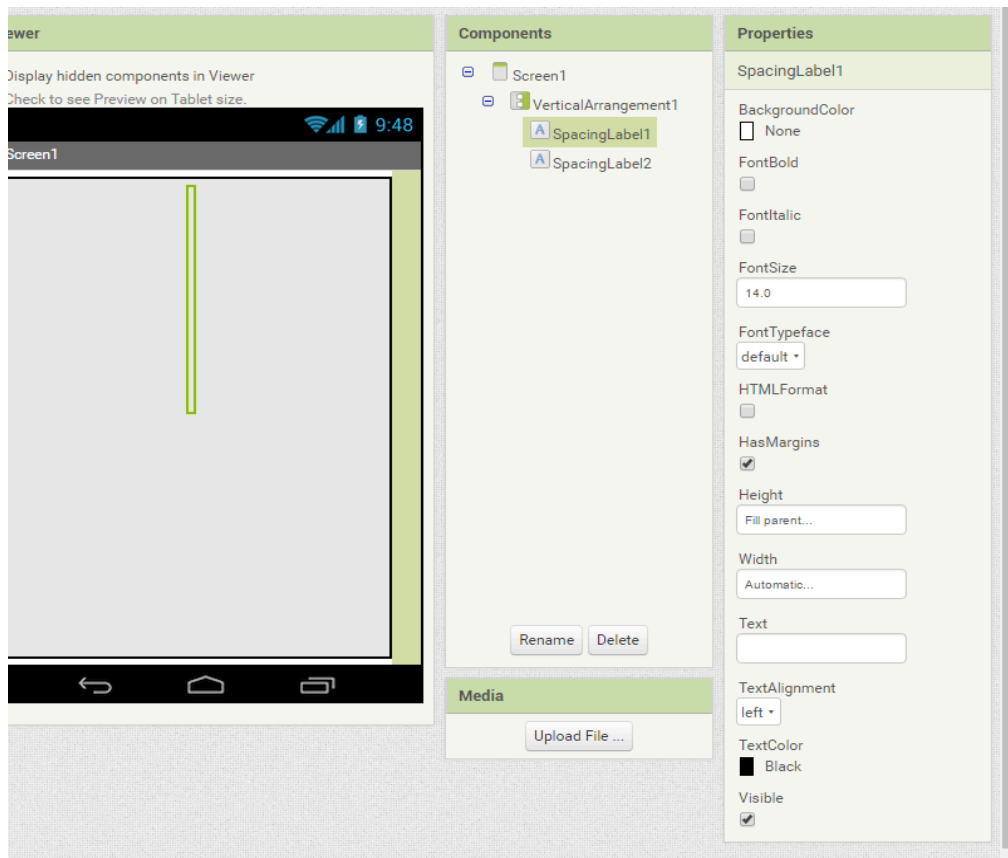 ewer
Display hidden components in Viewer
Check to see Preview on Tablet size.
9:48
Screen1
Components
Screen1
VerticalArrangement1
A SpacingLabel1
A SpacingLabel2
Rename Delete
Media
Upload File ...
Properties
SpacingLabel1
BackgroundColor
None
FontBold
FontItalic
FontSize
14.0
FontTypeface
default
HTMLFormat
HasMargins
Height
Fill parent...
Width
Automatic...
Text
TextAlignment
left
TextColor
Black
Visible